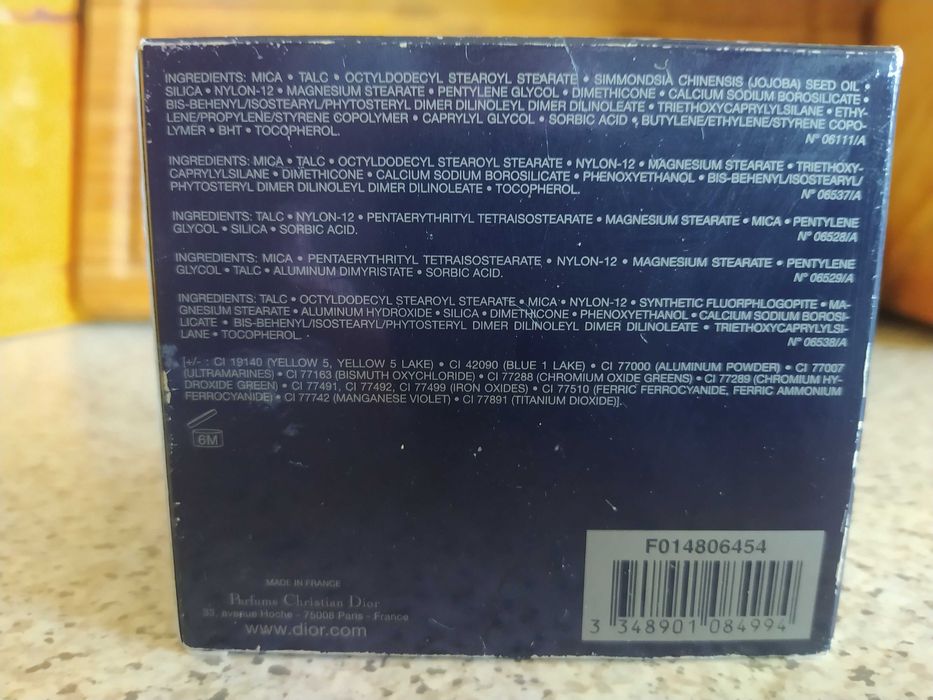 INGREDIENTS: MICA • TALC • OCTYLDODECYL STEAROYL STEARATE • SIMMONDSIA CHINENSIS (JOJOBA) SEED OIL •
SILICA • NYLON-12 • MAGNESIUM STEARATE • PENTYLENE GLYCOL • DIMETHICONE • CALCIUM SODIUM BOROSILICATE •
BIS-BEHENYL/ISOSTEARYL/PHYTOSTERYL DIMER DILINOLEYL DIMER DILINOLEATE • TRIETHOXYCAPRYLYLSILANE • ETHY-
LENE/PROPYLENE/STYRENE COPOLYMER • CAPRYLYL GLYCOL • SORBIC ACID • BUTYLENE/ETHYLENE/STYRENE COPO-
LYMER • BHT • TOCOPHEROL.
N° 06111/A
INGREDIENTS: MICA • TALC • OCTYLDODECYL STEAROYL STEARATE • NYLON-12 • MAGNESIUM STEARATE • TRIETHOXY-
CAPRYLYLSILANE • DIMETHICONE • CALCIUM SODIUM BOROSILICATE • PHENOXYETHANOL • BIS-BEHENYL/ISOSTEARYL/
PHYTOSTERYL DIMER DILINOLEYL DIMER DILINOLEATE • TOCOPHEROL.
N° 06537/A
INGREDIENTS: TALC • NYLON-12 • PENTAERYTHRITYL TETRAISOSTEARATE • MAGNESIUM STEARATE • MICA • PENTYLENE
GLYCOL • SILICA • SORBIC ACID.
N° 06528/A
INGREDIENTS: MICA • PENTAERYTHRITYL TETRAISOSTEARATE • NYLON-12 • MAGNESIUM STEARATE • PENTYLENE
GLYCOL • TALC • ALUMINUM DIMYRISTATE • SORBIC ACID.
N° 06529/A
INGREDIENTS: TALC • OCTYLDODECYL STEAROYL STEARATE • MICA • NYLON-12 • SYNTHETIC FLUORPHLOGOPITE • MA-
GNESIUM STEARATE • ALUMINUM HYDROXIDE • SILICA • DIMETHICONE • PHENOXYETHANOL • CALCIUM SODIUM BOROSI-
LICATE • BIS-BEHENYL/ISOSTEARYL/PHYTOSTERYL DIMER DILINOLEYL DIMER DILINOLEATE • TRIETHOXYCAPRYLYLSI-
LANE • TOCOPHEROL.
N° 06538/A
[+/- : CI 19140 (YELLOW 5, YELLOW 5 LAKE) • CI 42090 (BLUE 1 LAKE) • CI 77000 (ALUMINUM POWDER) • CI 77007
(ULTRAMARINES) • CI 77163 (BISMUTH OXYCHLORIDE) • CI 77288 (CHROMIUM OXIDE GREENS) • CI 77289 (CHROMIUM HY-
DROXIDE GREEN) • CI 77491, CI 77492, CI 77499 (IRON OXIDES) • CI 77510 (FERRIC FERROCYANIDE, FERRIC AMMONIUM
FERROCYANIDE) • CI 77742 (MANGANESE VIOLET) • CI 77891 (TITANIUM DIOXIDE)].
6M
F014806454
3 348901 084994
MADE IN FRANCE
Parfums Christian Dior
33, avenue Hoche - 75008 Paris - France
www.dior.com